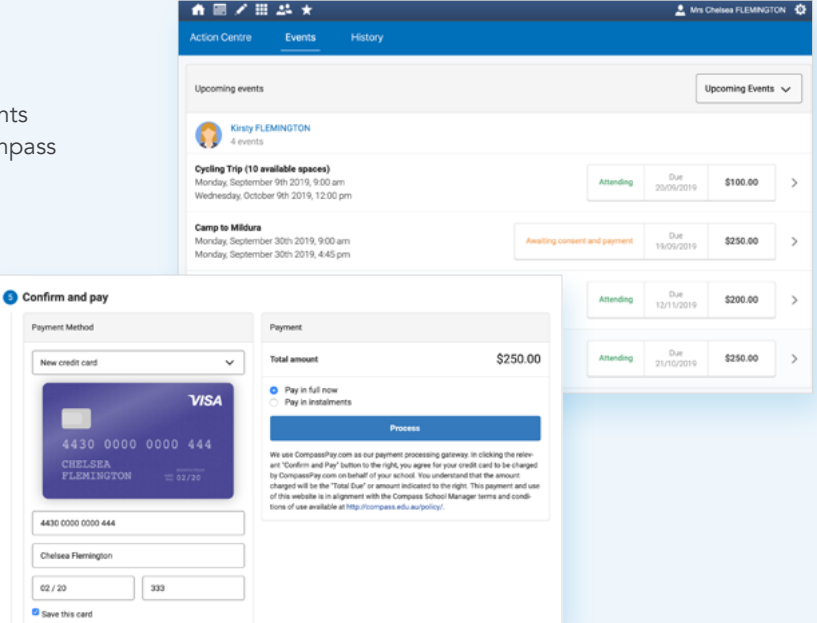 nts
mpass
Mrs Chelsea FLEMINGTON
Action Centre
Events
History
Upcoming events
Upcoming Events
Kirsty FLEMINGTON
4 events
Cycling Trip (10 available spaces)
Monday, September 9th 2019, 9:00 am
Wednesday, October 9th 2019, 12:00 pm
Attending
Due
20/09/2019
$100.00
Camp to Mildura
Monday, September 30th 2019, 9:00 am
Monday, September 30th 2019, 4:45 pm
Awaiting consent and payment
Due
19/09/2019
$250.00
Attending
Due
12/11/2019
$200.00
Attending
Due
21/10/2019
$250.00
5 Confirm and pay
Payment Method
New credit card
VISA
4430 0000 0000 444
CHELSEA
FLEMINGTON
02/20
4430 0000 0000 444
Chelsea Flemington
02 / 20
333
Save this card
Payment
Total amount
$250.00
Pay in full now
Pay in instalments
Process
We use CompassPay.com as our payment processing gateway. In clicking the relev-
ant "Confirm and Pay" button to the right, you agree for your credit card to be charged
by CompassPay.com on behalf of your school. You understand that the amount
charged will be the "Total Due" or amount indicated to the right. This payment and use
of this website is in alignment with the Compass School Manager terms and condi-
tions of use available at http://compass.edu.au/policy/.